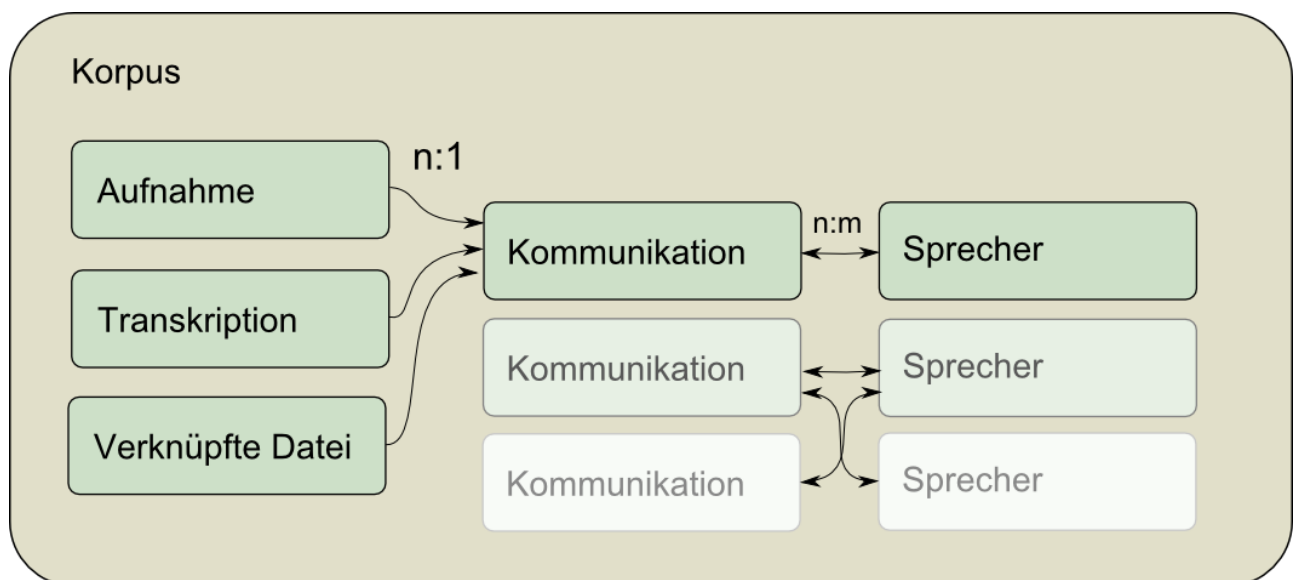 Korpus
Aufnahme
n:1
Transkription
Verknüpfte Datei
Kommunikation
n:m
Sprecher
Kommunikation
Sprecher
Kommunikation
Sprecher